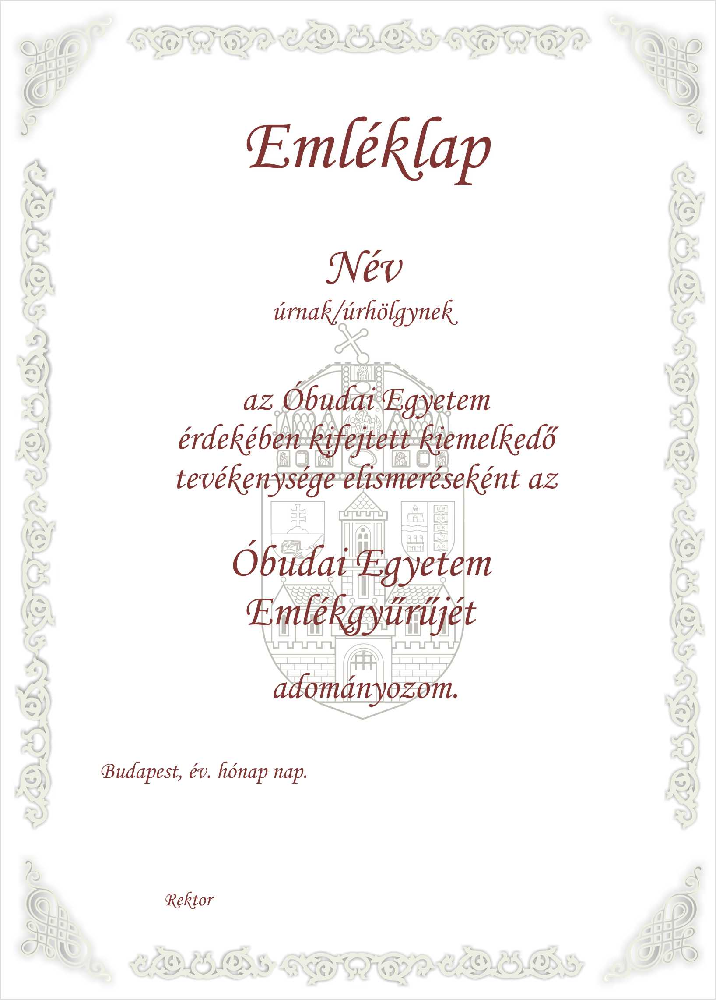 Emléklap
Név
úrnak/úrhölgynek
az Óbudai Egyetem
érdekében kifejtett kiemelkedő
tevékenysége elismeréseként az
D B
C K
C K
J N
A R
Óbudai Egyetem
Emlékgyűrűjét
adományozom.
Budapest, év. hónap nap.
Rektor